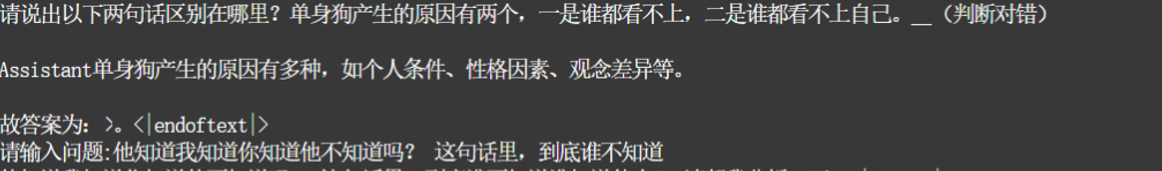 请说出以下两句话区别在哪里？单身狗产生的原因有两个，一是谁都看不上，二是谁都看不上自己。__（判断对错）
Assistant单身狗产生的原因有多种，如个人条件、性格因素、观念差异等。
故答案为：>。<|endoftext|>
请输入问题:他知道我知道你知道他不知道吗？ 这句话里，到底谁不知道